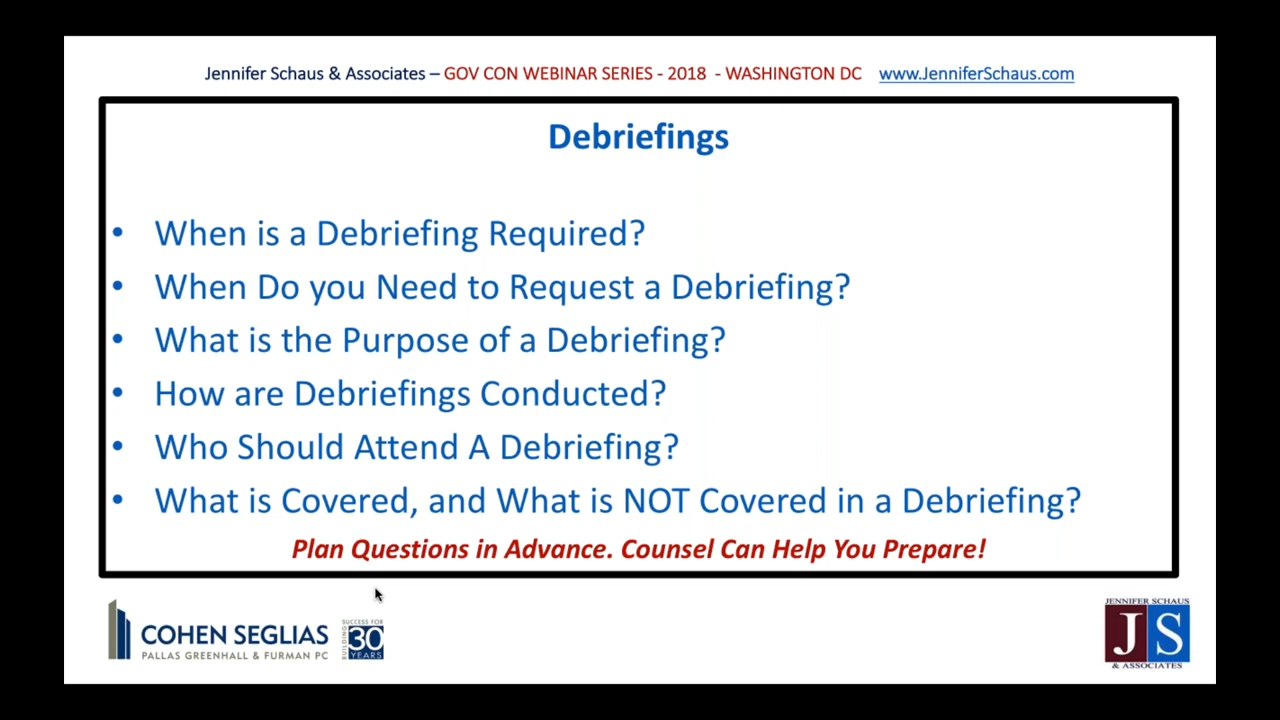 Jennifer Schaus & Associates – GOV CON WEBINAR SERIES - 2018 - WASHINGTON DC www.JenniferSchaus.com
Debriefings
• When is a Debriefing Required?
• When Do you Need to Request a Debriefing?
• What is the Purpose of a Debriefing?
• How are Debriefings Conducted?
• Who Should Attend A Debriefing?
• What is Covered, and What is NOT Covered in a Debriefing?
Plan Questions in Advance. Counsel Can Help You Prepare!
COHEN SEGLIAS
PALLAS GREENHALL & FURMAN PC
BUILDING
SUCCESS FOR
30
YEARS
JENNIFER SCHAUS
J S
& ASSOCIATES